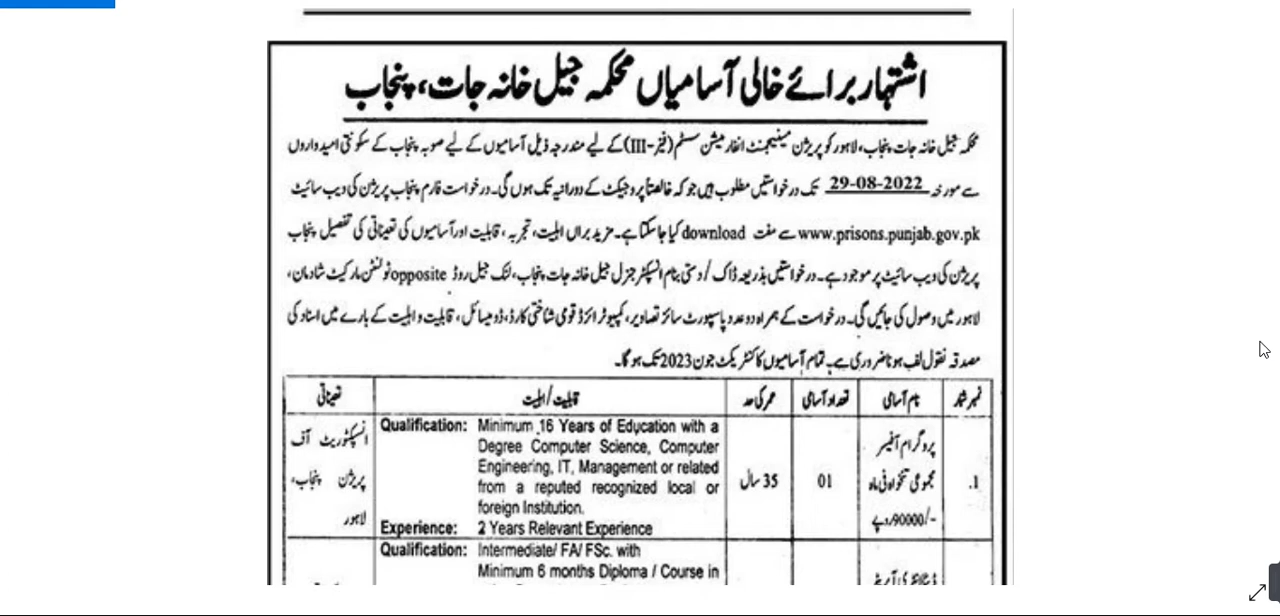 اشتہار برائے خالی آسامیاں محکمہ جیل خانہ جات، پنجاب
محکمہ جیل خانہ جات پنجاب، لاہور کو پریژن مینیجمنٹ انفارمیشن سسٹم (فیز-III) کے لیے مندرجہ ذیل آسامیوں کے لیے صوبہ پنجاب کے سکونتی امیدواروں
سے مورخہ 29-08-2022 تک درخواستیں مطلوب ہیں جو کہ خالصتاً پروجیکٹ کے دورانیہ تک ہوں گی۔ درخواست فارم پنجاب پریژن کی ویب سائیٹ
www.prisons.punjab.gov.pk سے مفت download کیا جاسکتا ہے۔ مزید براں اہلیت، تجربہ، قابلیت اور آسامیوں کی تعیناتی کی تفصیل پنجاب
پریژن کی ویب سائیٹ پر موجود ہے۔ درخواستیں بذریعہ ڈاک / دستی بنام انسپکٹر جنرل جیل خانہ جات پنجاب، لنک جیل روڈ opposite ٹولنٹن مارکیٹ شادمان،
لاہور میں وصول کی جائیں گی۔ درخواست کے ہمراہ دو عدد پاسپورٹ سائز تصاویر، کمپیوٹرائزڈ قومی شناختی کارڈ، ڈومیسائل، قابلیت و اہلیت کے بارے میں اسناد کی
مصدقہ نقول لف ہونا ضروری ہے۔ تمام آسامیوں کا کنٹریکٹ جون 2023 تک ہو گا۔
نمبر شمار نام آسامی تعداد آسامی عمر کی حد قابلیت/اہلیت تعیناتی
1. پروگرام آفیسر
مجموعی تنخواہ فی ماہ
90000/- روپے
01
35 سال
Qualification: Minimum 16 Years of Education with a
Degree Computer Science, Computer
Engineering, IT, Management or related
from a reputed recognized local or
foreign Institution.
Experience: 2 Years Relevant Experience
انسپکٹوریٹ آف
پریژن پنجاب،
لاہور
Qualification: Intermediate/ FA/ FSc. with
Minimum 6 months Diploma / Course in